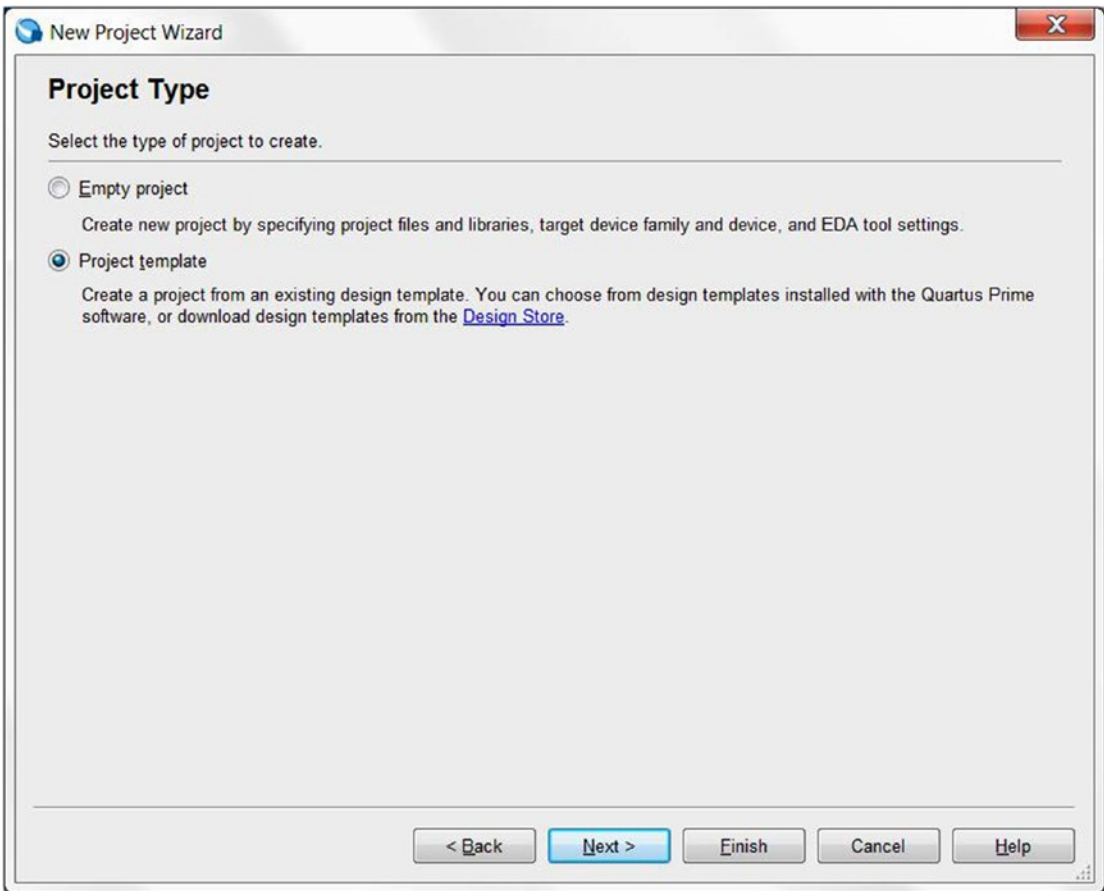 New Project Wizard
Project Type
Select the type of project to create.
Empty project
Create new project by specifying project files and libraries, target device family and device, and EDA tool settings.
Project template
Create a project from an existing design template. You can choose from design templates installed with the Quartus Prime
software, or download design templates from the Design Store.
< Back Next > Finish Cancel Help